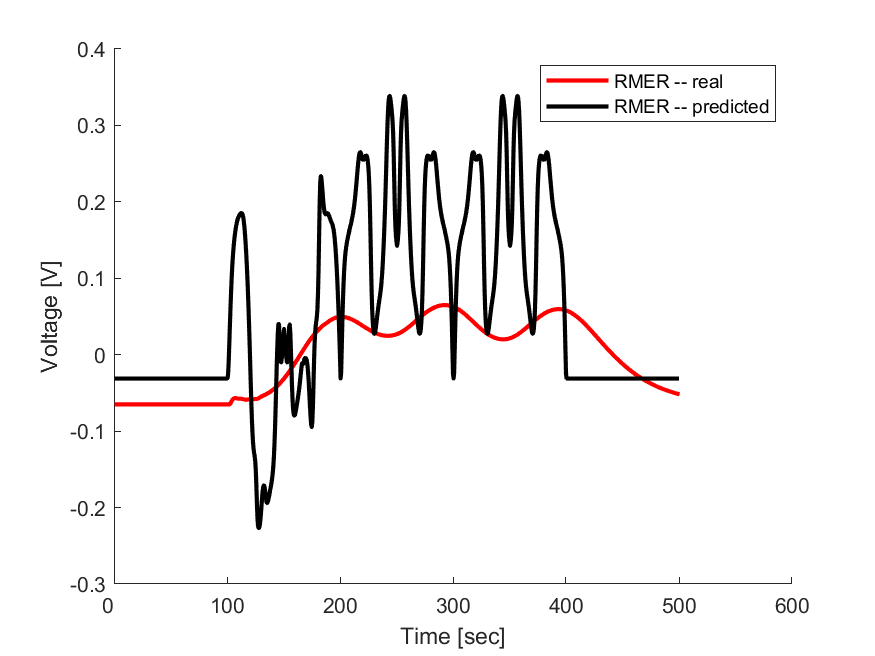 0.4
0.3
0.2
0.1
0
-0.1
-0.2
-0.3
Voltage [V]
RMER -- real
RMER -- predicted
0 100 200 300 400 500 600
Time [sec]